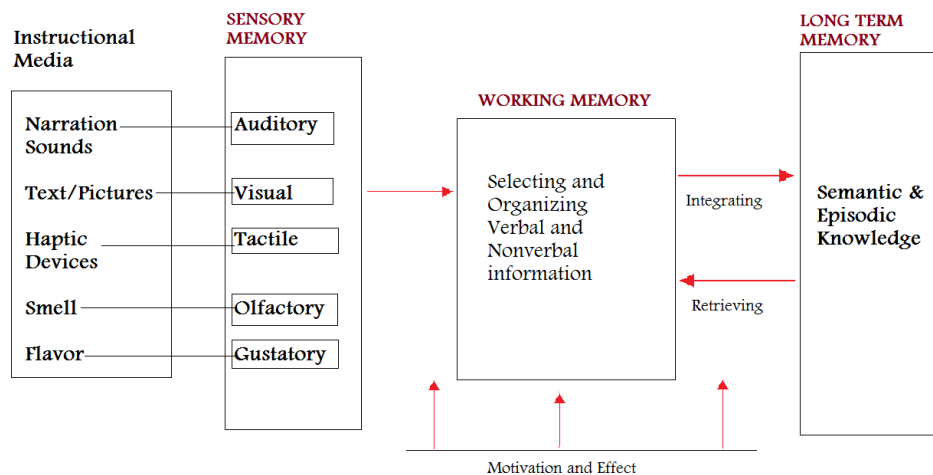 Instructional
Media
Narration
Sounds
Text/Pictures
Haptic
Devices
Smell
Flavor
SENSORY
MEMORY
Auditory
Visual
Tactile
Olfactory
Gustatory
WORKING MEMORY
Selecting and
Organizing
Verbal and
Nonverbal
information
Integrating
Retrieving
LONG TERM
MEMORY
Semantic &
Episodic
Knowledge
Motivation and Effect